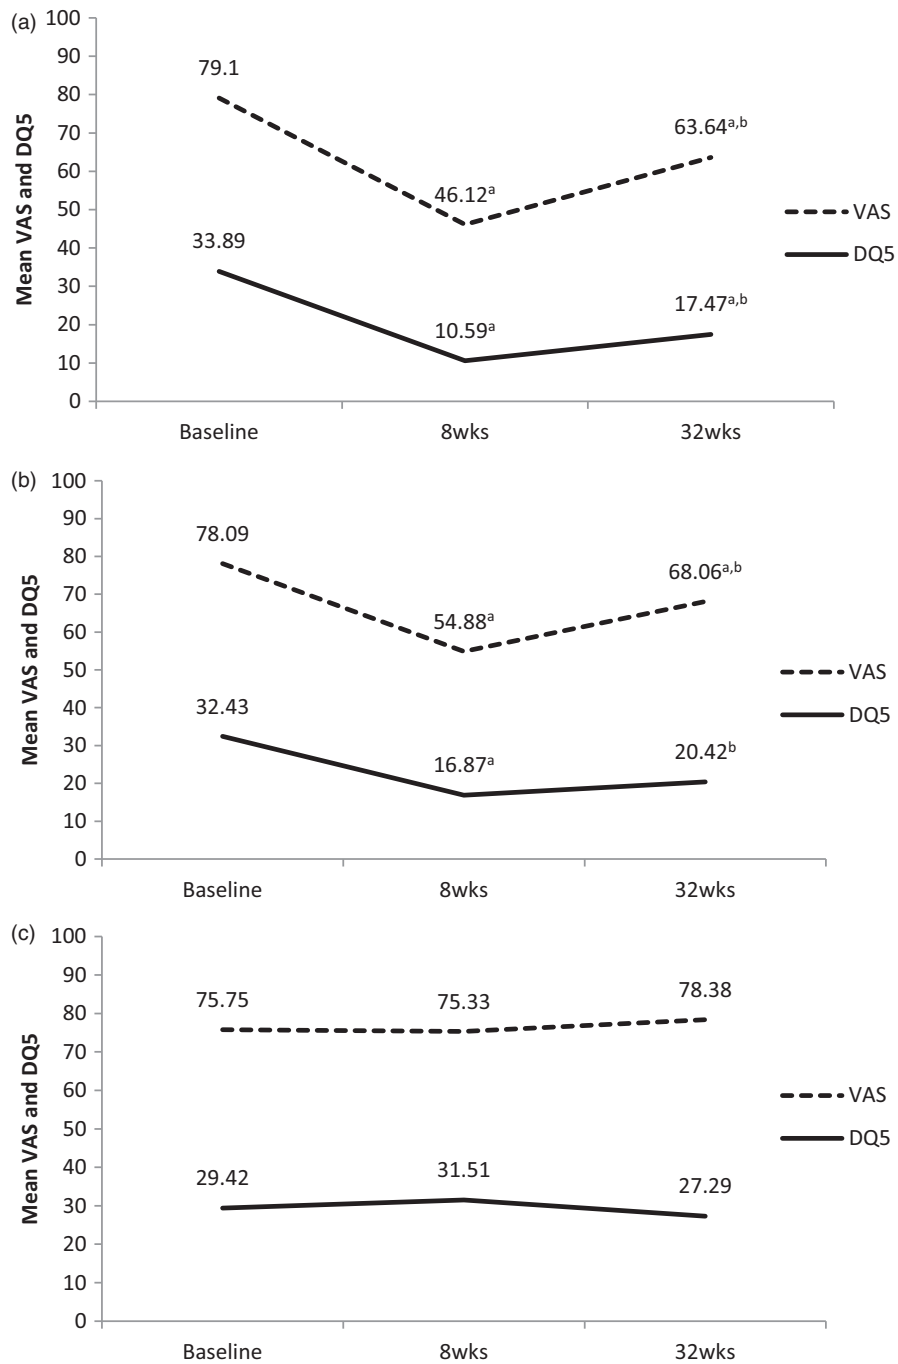 (a)
100
90
80
70
60
50
40
30
20
10
0
Mean VAS and DQ5
79.1
46.12ᵃ
63.64ᵃ,ᵇ
33.89
10.59ᵃ
17.47ᵃ,ᵇ
VAS
DQ5
Baseline 8wks 32wks
(b)
100
90
80
70
60
50
40
30
20
10
0
Mean VAS and DQ5
78.09
54.88ᵃ
68.06ᵃ,ᵇ
32.43
16.87ᵃ
20.42ᵇ
VAS
DQ5
Baseline 8wks 32wks
(c)
100
90
80
70
60
50
40
30
20
10
0
Mean VAS and DQ5
75.75
75.33
78.38
29.42
31.51
27.29
VAS
DQ5
Baseline 8wks 32wks